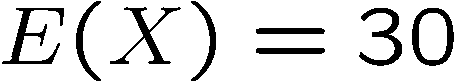 E(X) = 30